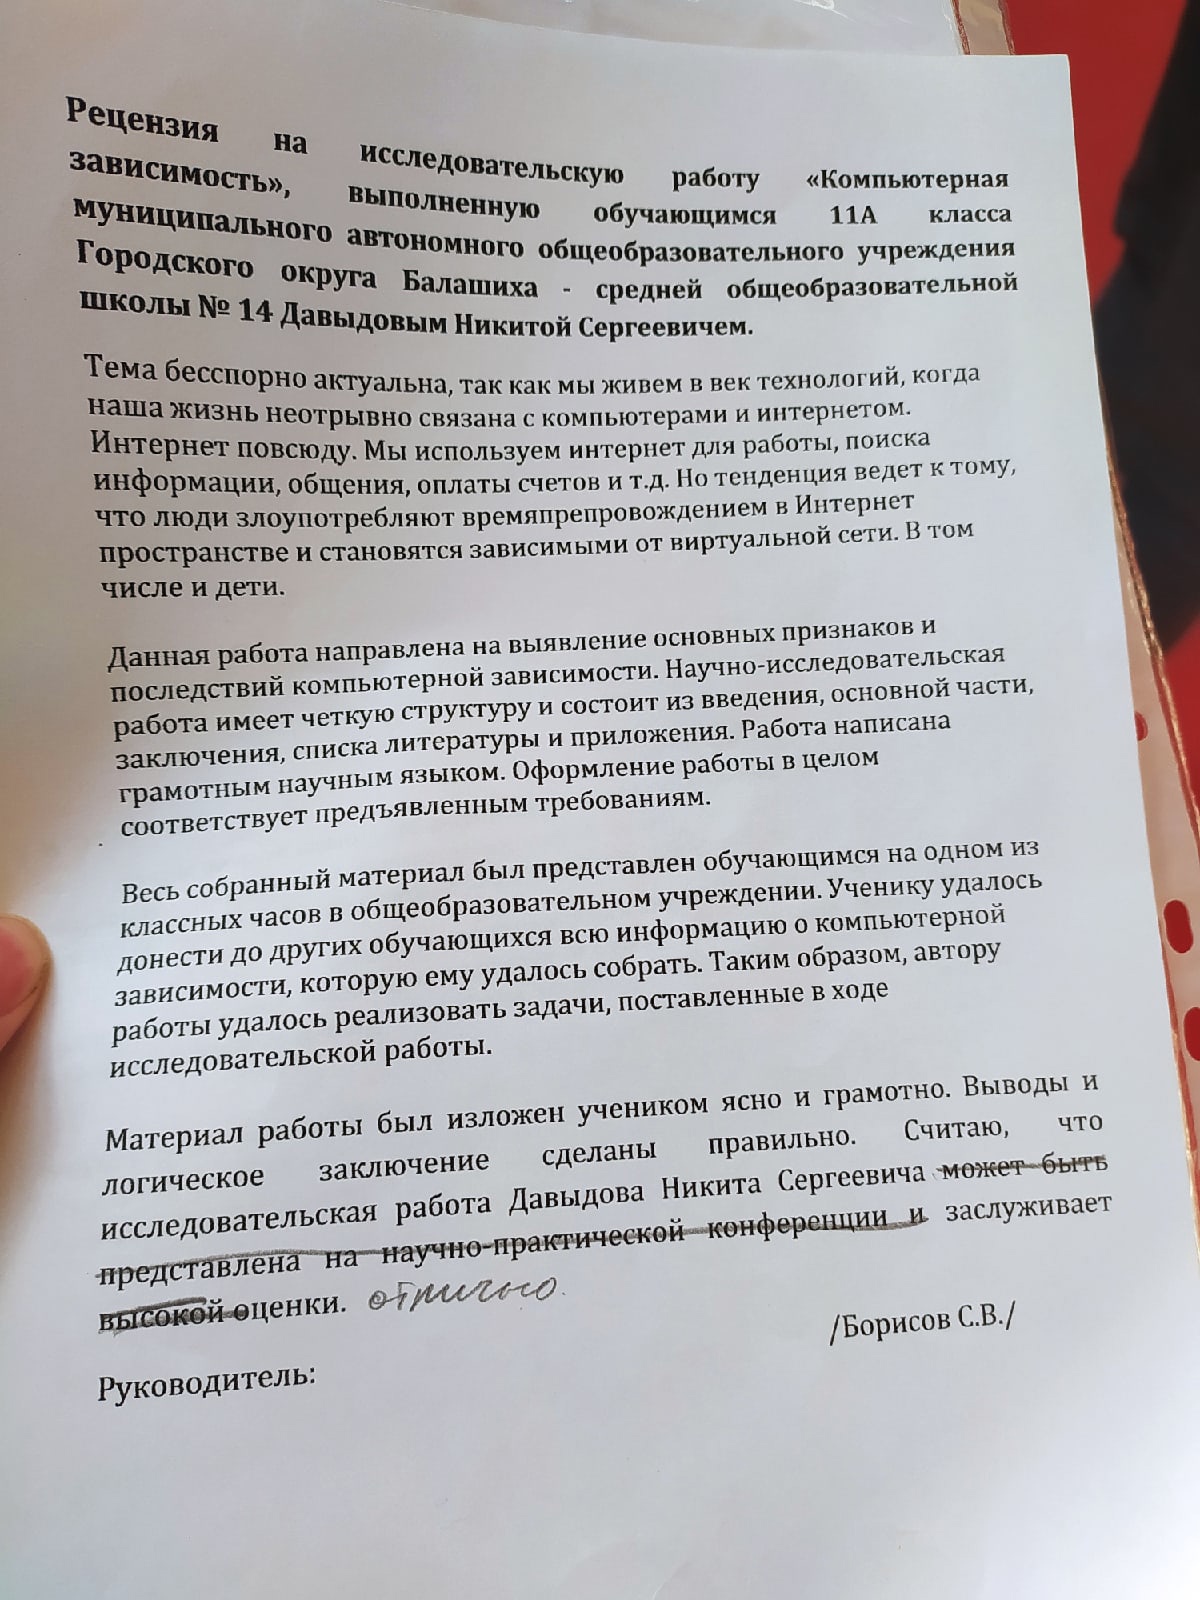 Рецензия на исследовательскую работу «Компьютерная
зависимость», выполненную обучающимся 11А класса
муниципального автономного общеобразовательного учреждения
Городского округа Балашиха - средней общеобразовательной
школы № 14 Давыдовым Никитой Сергеевичем.
Тема бесспорно актуальна, так как мы живем в век технологий, когда
наша жизнь неотрывно связана с компьютерами и интернетом.
Интернет повсюду. Мы используем интернет для работы, поиска
информации, общения, оплаты счетов и т.д. Но тенденция ведет к тому,
что люди злоупотребляют времяпрепровождением в Интернет
пространстве и становятся зависимыми от виртуальной сети. В том
числе и дети.
Данная работа направлена на выявление основных признаков и
последствий компьютерной зависимости. Научно-исследовательская
работа имеет четкую структуру и состоит из введения, основной части,
заключения, списка литературы и приложения. Работа написана
грамотным научным языком. Оформление работы в целом
соответствует предъявленным требованиям.
Весь собранный материал был представлен обучающимся на одном из
классных часов в общеобразовательном учреждении. Ученику удалось
донести до других обучающихся всю информацию о компьютерной
зависимости, которую ему удалось собрать. Таким образом, автору
работы удалось реализовать задачи, поставленные в ходе
исследовательской работы.
Материал работы был изложен учеником ясно и грамотно. Выводы и
логическое заключение сделаны правильно. Считаю, что
исследовательская работа Давыдова Никита Сергеевича может быть
представлена на научно-практической конференции и заслуживает
высокой оценки. отлично.
/Борисов С.В./
Руководитель: